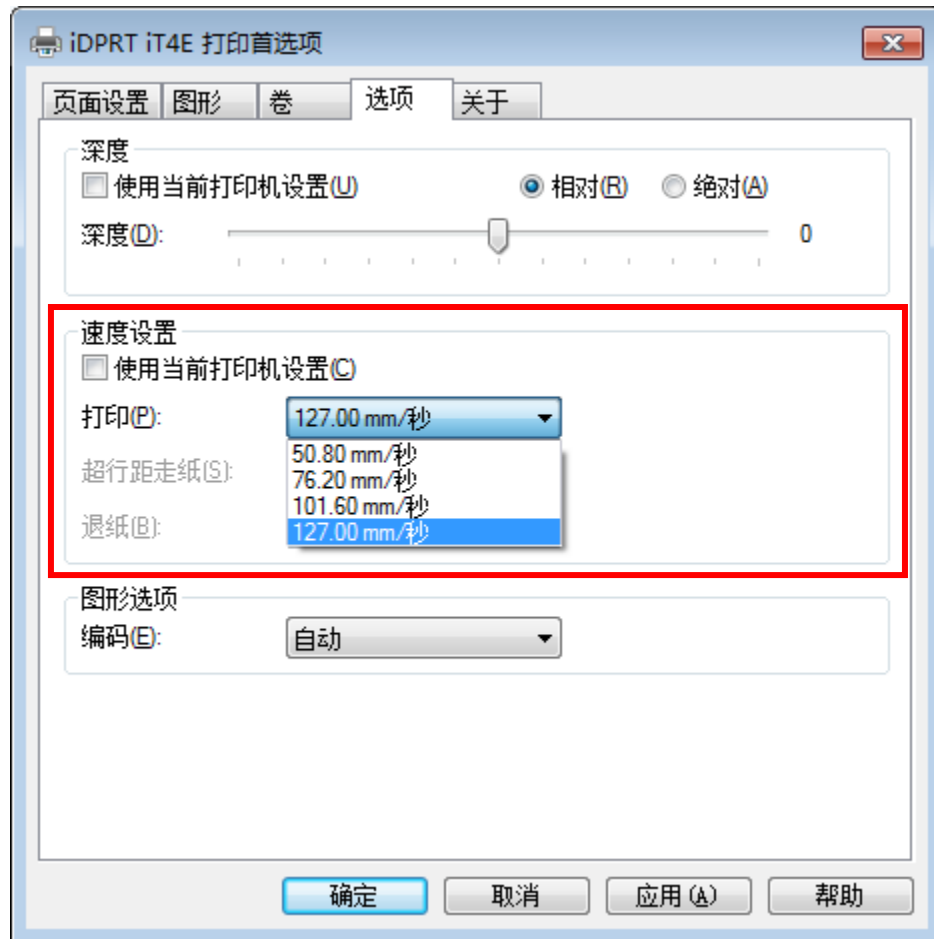 iDPRT iT4E 打印首选项
页面设置 图形 卷 选项 关于
深度
使用当前打印机设置(U) 相对(R) 绝对(A)
深度(D): 0
速度设置
使用当前打印机设置(C)
打印(P): 127.00 mm/秒
50.80 mm/秒
超行距走纸(S): 76.20 mm/秒
101.60 mm/秒
退纸(B): 127.00 mm/秒
图形选项
编码(E): 自动
确定 取消 应用(A) 帮助